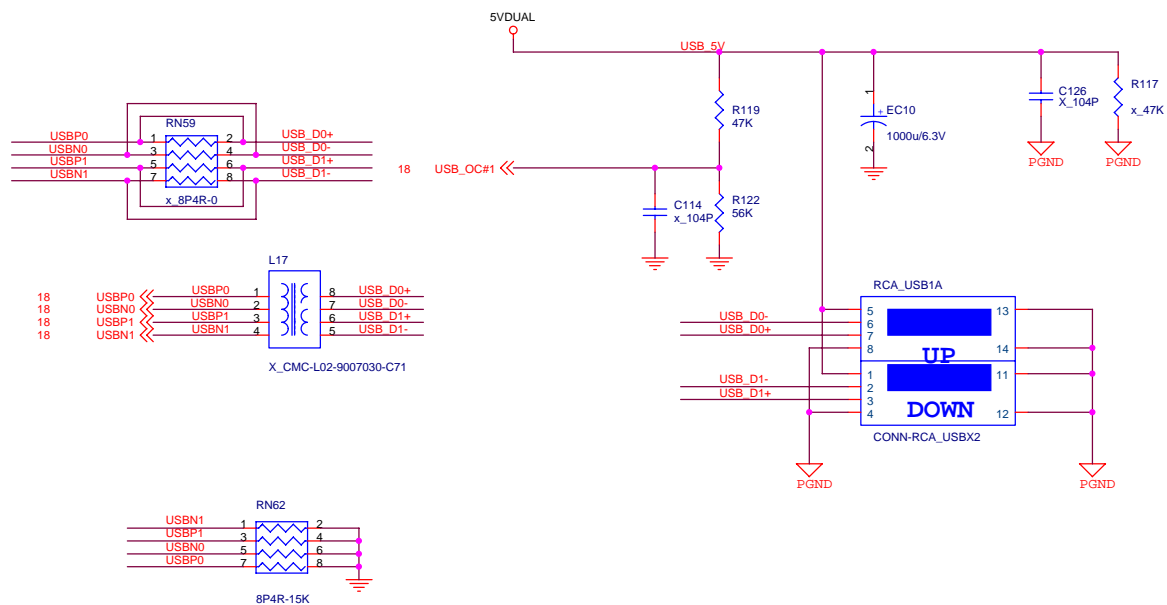 5VDUAL
USB_5V
R119
47K
EC10
1
+
1000u/6.3V
2
C126
X_104P
R117
x_47K
PGND
PGND
RN59
USBP0 1 2 USB_D0+
USBN0 3 4 USB_D0-
USBP1 5 6 USB_D1+
USBN1 7 8 USB_D1-
x_8P4R-0
18 USB_OC#1
C114
x_104P
R122
56K
L17
18 USBP0 USBP0 1 8 USB_D0+
18 USBN0 USBN0 2 7 USB_D0-
18 USBP1 USBP1 3 6 USB_D1+
18 USBN1 USBN1 4 5 USB_D1-
X_CMC-L02-9007030-C71
RCA_USB1A
5 13
USB_D0- 6
USB_D0+ 7
8 14
UP
1 11
USB_D1- 2
USB_D1+ 3
4 12
DOWN
CONN-RCA_USBX2
PGND
PGND
RN62
USBN1 1 2
USBP1 3 4
USBN0 5 6
USBP0 7 8
8P4R-15K